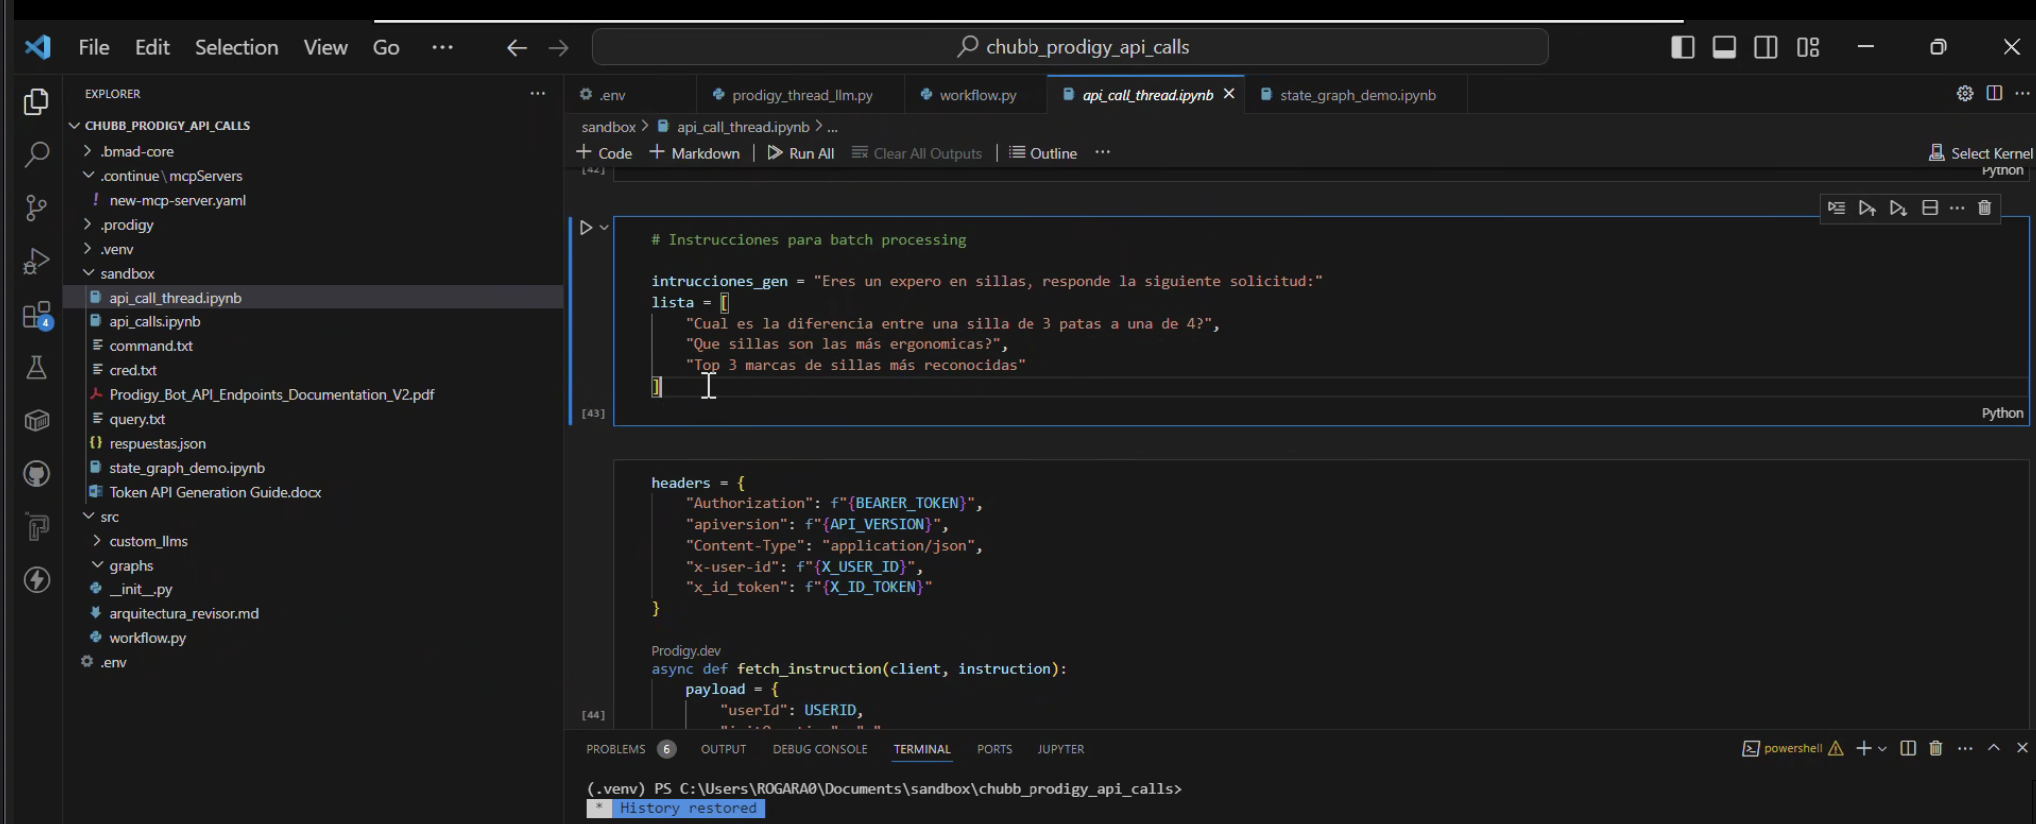 File Edit Selection View Go ··· chubb_prodigy_api_calls
EXPLORER
CHUBB_PRODIGY_API_CALLS
.bmad-core
.continue \ mcpServers
! new-mcp-server.yaml
.prodigy
.venv
sandbox
api_call_thread.ipynb
api_calls.ipynb
command.txt
cred.txt
Prodigy_Bot_API_Endpoints_Documentation_V2.pdf
query.txt
{} respuestas.json
state_graph_demo.ipynb
Token API Generation Guide.docx
src
custom_llms
graphs
__init__.py
arquitectura_revisor.md
workflow.py
.env
4
.env prodigy_thread_llm.py workflow.py api_call_thread.ipynb state_graph_demo.ipynb
sandbox > api_call_thread.ipynb > ...
+ Code + Markdown | Run All Clear All Outputs | Outline ··· Select Kernel
[42] Python
# Instrucciones para batch processing
intrucciones_gen = "Eres un expero en sillas, responde la siguiente solicitud:"
lista = [
"Cual es la diferencia entre una silla de 3 patas a una de 4?",
"Que sillas son las más ergonomicas?",
"Top 3 marcas de sillas más reconocidas"
]
[43] Python
headers = {
"Authorization": f"{BEARER_TOKEN}",
"apiversion": f"{API_VERSION}",
"Content-Type": "application/json",
"x-user-id": f"{X_USER_ID}",
"x_id_token": f"{X_ID_TOKEN}"
}
Prodigy.dev
async def fetch_instruction(client, instruction):
payload = {
"userId": USERID,
[44]
PROBLEMS 6 OUTPUT DEBUG CONSOLE TERMINAL PORTS JUPYTER powershell
(.venv) PS C:\Users\ROGARA0\Documents\sandbox\chubb_prodigy_api_calls>
* History restored